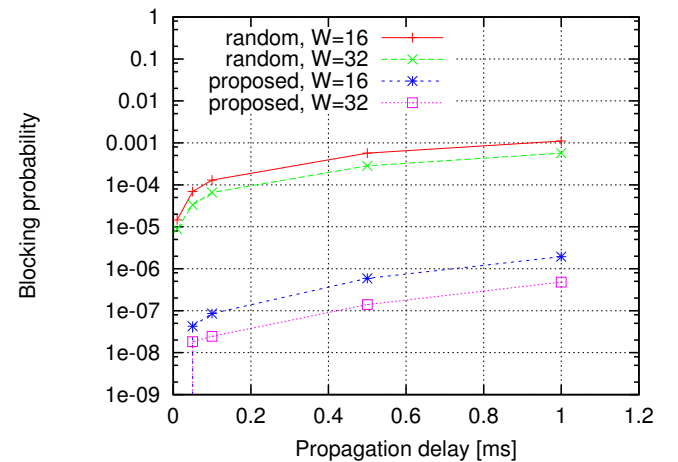 1
0.1
0.01
0.001
1e-04
1e-05
1e-06
1e-07
1e-08
1e-09
Blocking probability
random, W=16
random, W=32
proposed, W=16
proposed, W=32
0 0.2 0.4 0.6 0.8 1 1.2
Propagation delay [ms]